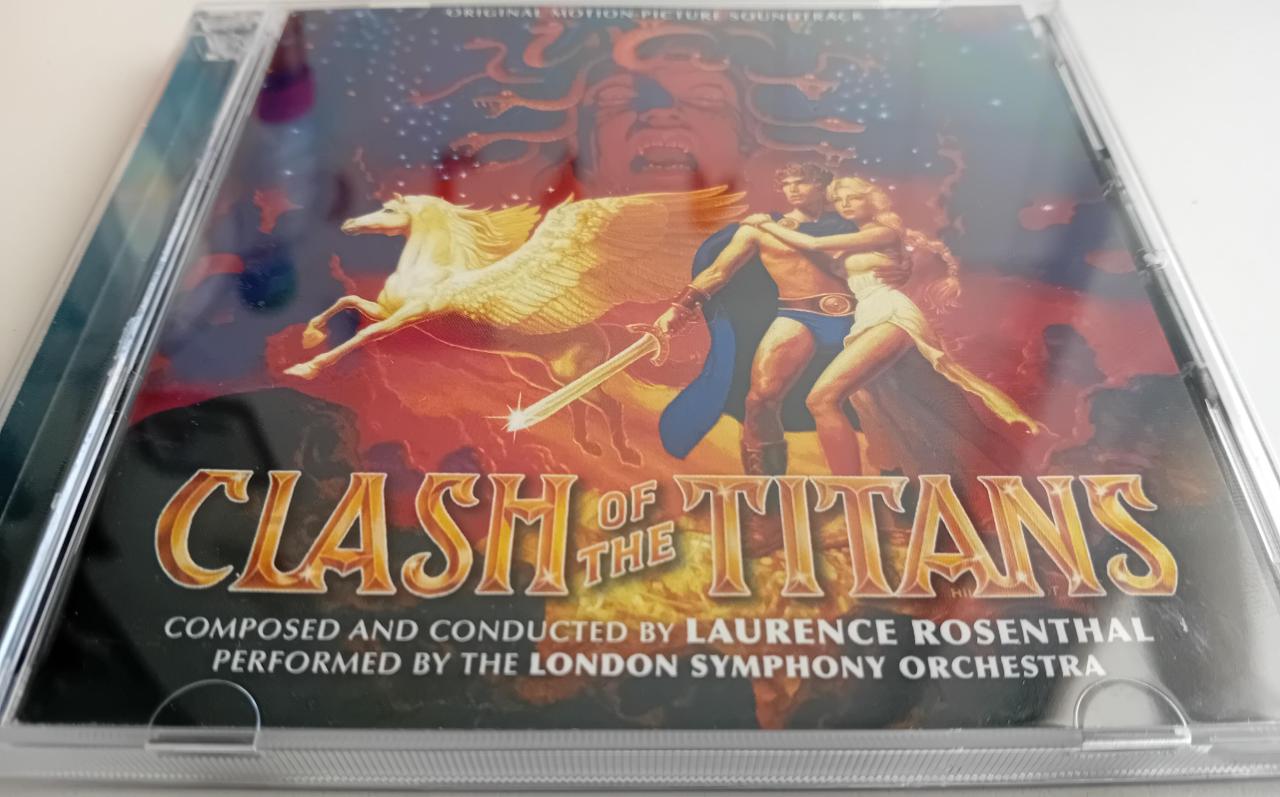 ORIGINAL MOTION PICTURE SOUNDTRACK
CLASH OF THE TITANS
COMPOSED AND CONDUCTED BY LAURENCE ROSENTHAL
PERFORMED BY THE LONDON SYMPHONY ORCHESTRA